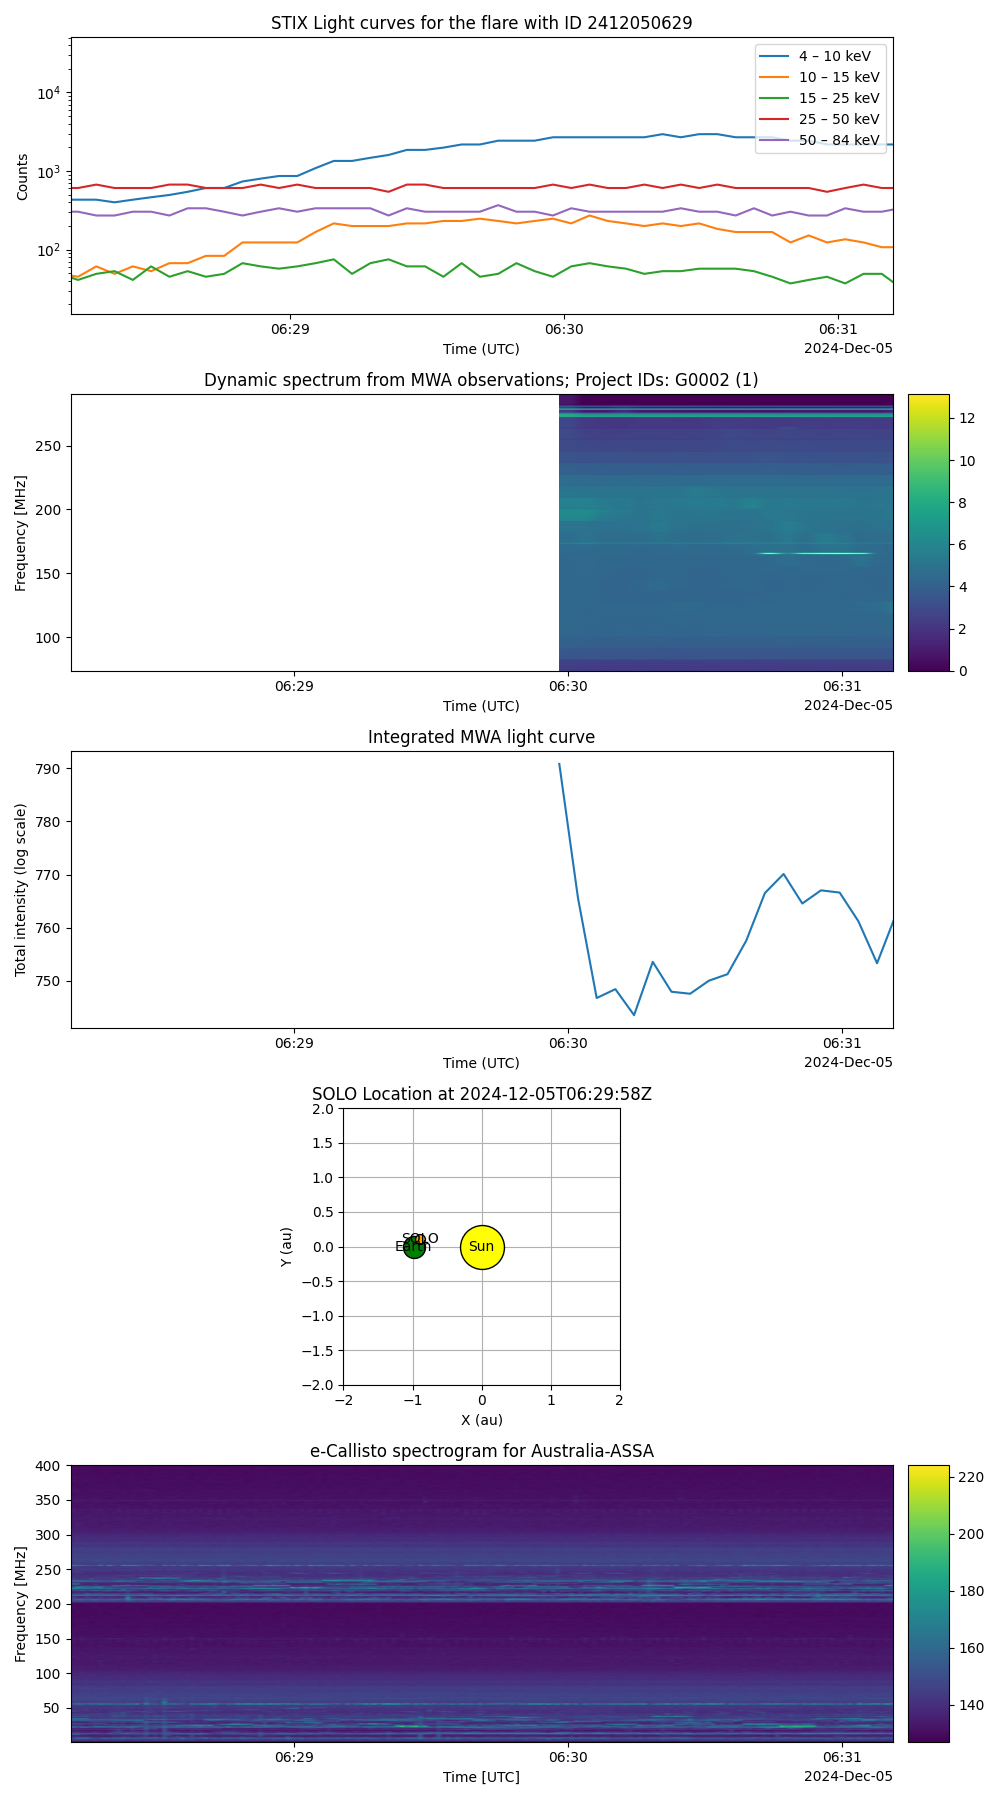 STIX Light curves for the flare with ID 2412050629
4 – 10 keV
10 – 15 keV
15 – 25 keV
25 – 50 keV
50 – 84 keV
10⁴
10³
10²
Counts
06:29 06:30 06:31
Time (UTC)
2024-Dec-05
Dynamic spectrum from MWA observations; Project IDs: G0002 (1)
250
200
150
100
Frequency [MHz]
12
10
8
6
4
2
0
06:29 06:30 06:31
Time (UTC)
2024-Dec-05
Integrated MWA light curve
790
780
770
760
750
Total intensity (log scale)
06:29 06:30 06:31
Time (UTC)
2024-Dec-05
SOLO Location at 2024-12-05T06:29:58Z
2.0
1.5
1.0
0.5
0.0
−0.5
−1.0
−1.5
−2.0
Y (au)
SOLO
Earth
Sun
−2 −1 0 1 2
X (au)
e-Callisto spectrogram for Australia-ASSA
400
350
300
250
200
150
100
50
Frequency [MHz]
220
200
180
160
140
06:29 06:30 06:31
Time [UTC]
2024-Dec-05